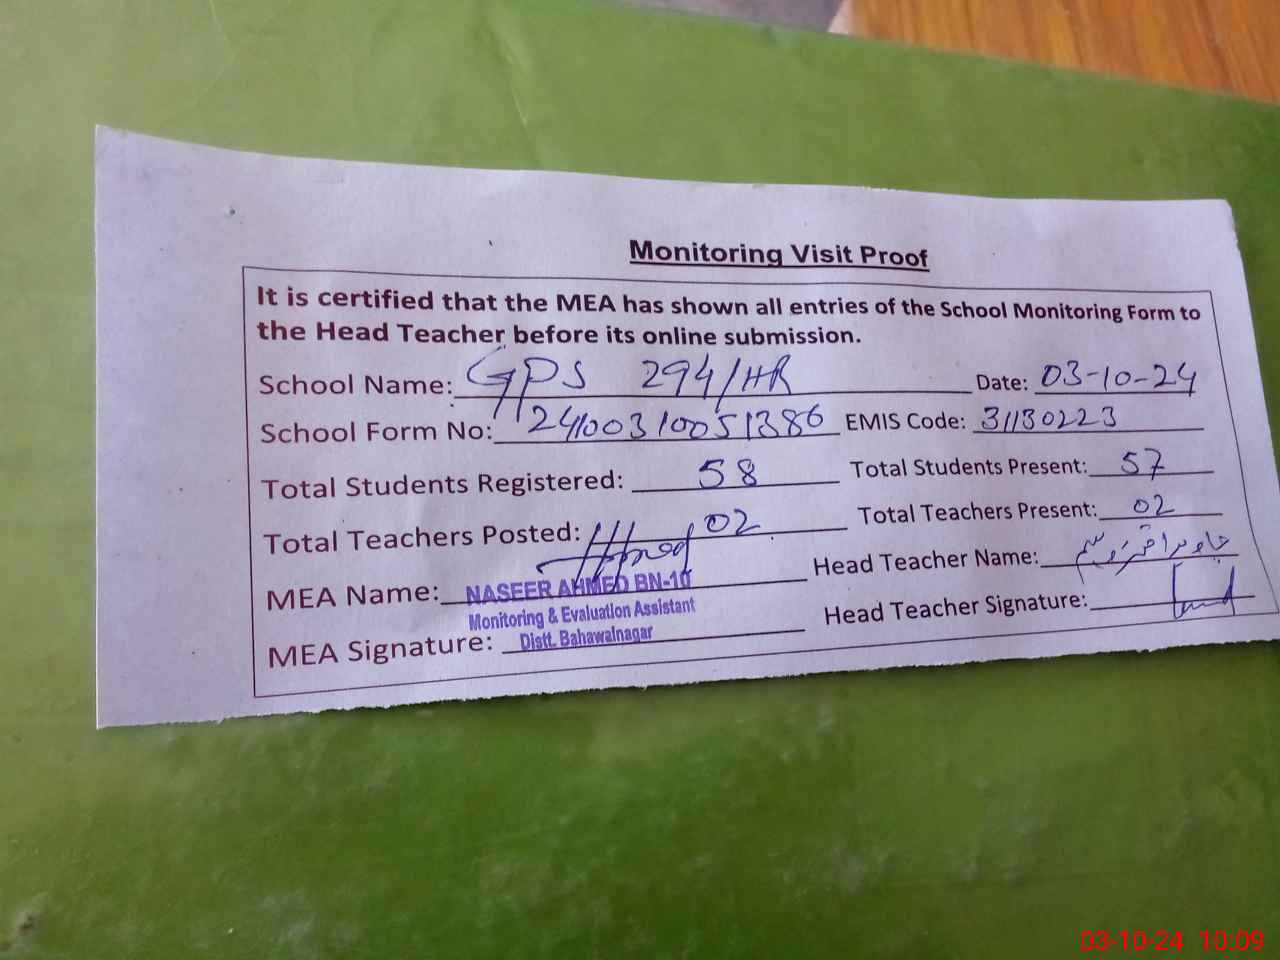 Monitoring Visit Proof
It is certified that the MEA has shown all entries of the School Monitoring Form to
the Head Teacher before its online submission.
School Name: GPS 294/HR Date: 03-10-24
School Form No: 24100310051386 EMIS Code: 31130223
Total Students Registered: 58 Total Students Present: 57
Total Teachers Posted: 02 Total Teachers Present: 02
MEA Name: NASEER AHMED BN-10 Head Teacher Name:
Monitoring & Evaluation Assistant
MEA Signature: Distt. Bahawalnagar Head Teacher Signature:
03-10-24 10:09